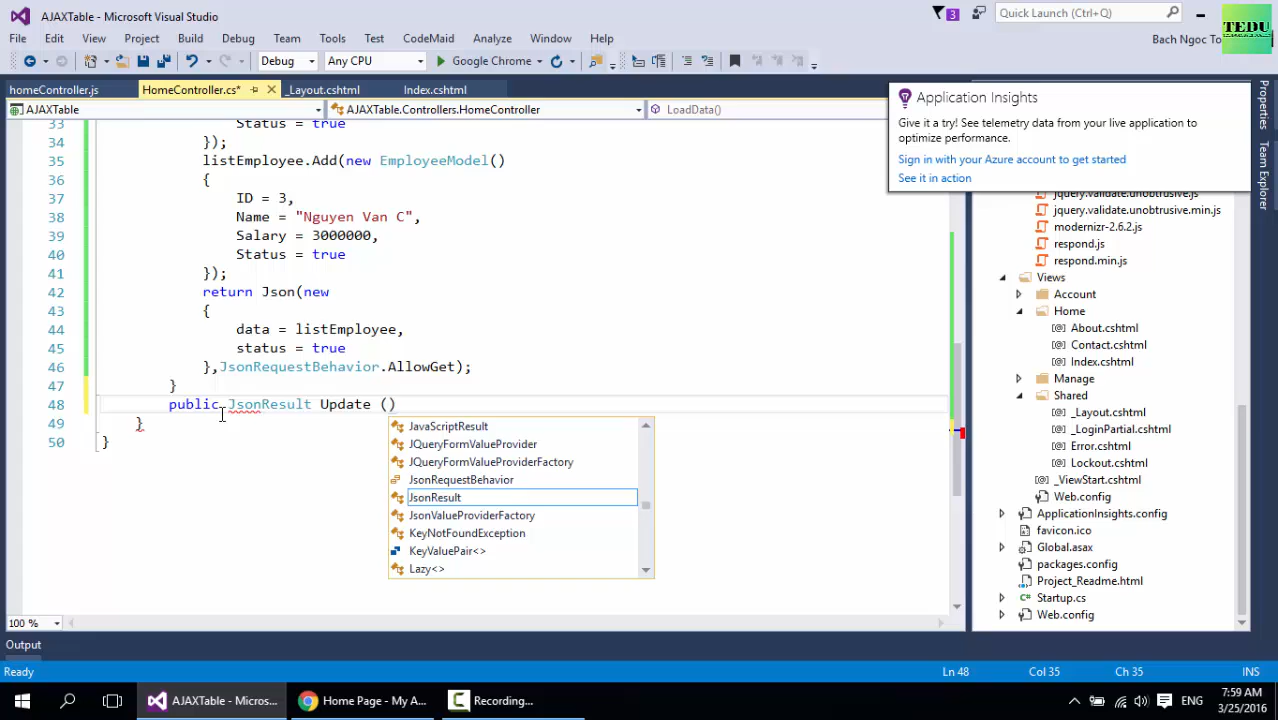 AJAXTable - Microsoft Visual Studio
3
Quick Launch (Ctrl+Q)
TEDU
File Edit View Project Build Debug Team Tools Test CodeMaid Analyze Window Help
Bach Ngoc To
Debug Any CPU Google Chrome
homeController.js HomeController.cs* _Layout.cshtml Index.cshtml
AJAXTable AJAXTable.Controllers.HomeController LoadData()
Application Insights
Give it a try! See telemetry data from your live application to
optimize performance.
Sign in with your Azure account to get started
See it in action
Properties
Team Explorer
33 Status = true
34 });
35 listEmployee.Add(new EmployeeModel()
36 {
37 ID = 3,
38 Name = "Nguyen Van C",
39 Salary = 3000000,
40 Status = true
41 });
42 return Json(new
43 {
44 data = listEmployee,
45 status = true
46 },JsonRequestBehavior.AllowGet);
47 }
48 public JsonResult Update ()
49 }
50 }
JavaScriptResult
JQueryFormValueProvider
JQueryFormValueProviderFactory
JsonRequestBehavior
JsonResult
JsonValueProviderFactory
KeyNotFoundException
KeyValuePair<>
Lazy<>
jquery.validate.unobtrusive.js
jquery.validate.unobtrusive.min.js
modernizr-2.6.2.js
respond.js
respond.min.js
Views
Account
Home
About.cshtml
Contact.cshtml
Index.cshtml
Manage
Shared
_Layout.cshtml
_LoginPartial.cshtml
Error.cshtml
Lockout.cshtml
_ViewStart.cshtml
Web.config
ApplicationInsights.config
favicon.ico
Global.asax
packages.config
Project_Readme.html
Startup.cs
Web.config
100 %
Output
Ready Ln 48 Col 35 Ch 35 INS
AJAXTable - Micros... Home Page - My A... Recording... ENG 7:59 AM
3/25/2016